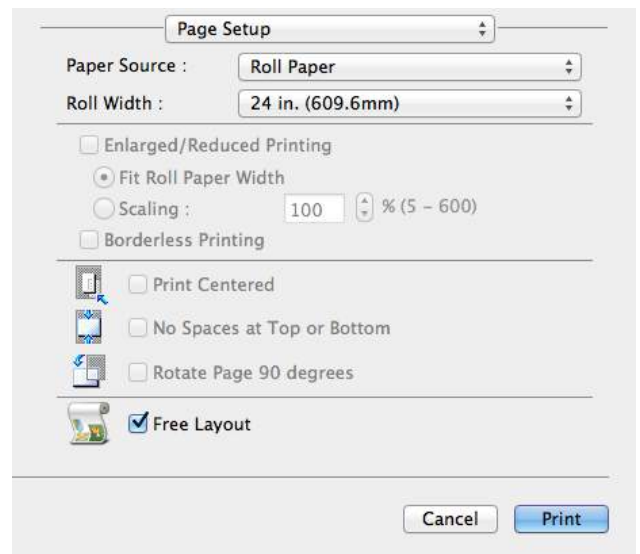 Page Setup
Paper Source : Roll Paper
Roll Width : 24 in. (609.6mm)
Enlarged/Reduced Printing
Fit Roll Paper Width
Scaling : 100 % (5 – 600)
Borderless Printing
Print Centered
No Spaces at Top or Bottom
Rotate Page 90 degrees
Free Layout
Cancel Print